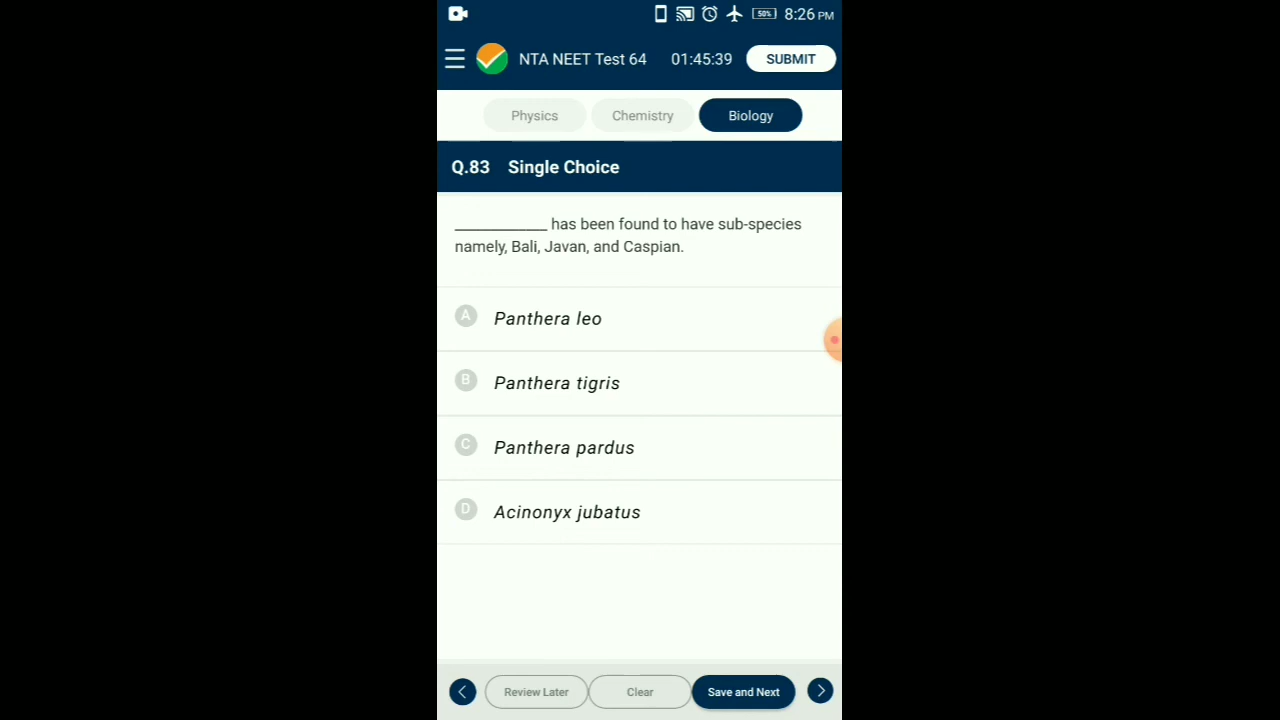 50% 8:26 PM
NTA NEET Test 64 01:45:39 SUBMIT
Physics Chemistry Biology
Q.83 Single Choice
___________ has been found to have sub-species
namely, Bali, Javan, and Caspian.
A Panthera leo
B Panthera tigris
C Panthera pardus
D Acinonyx jubatus
Review Later Clear Save and Next